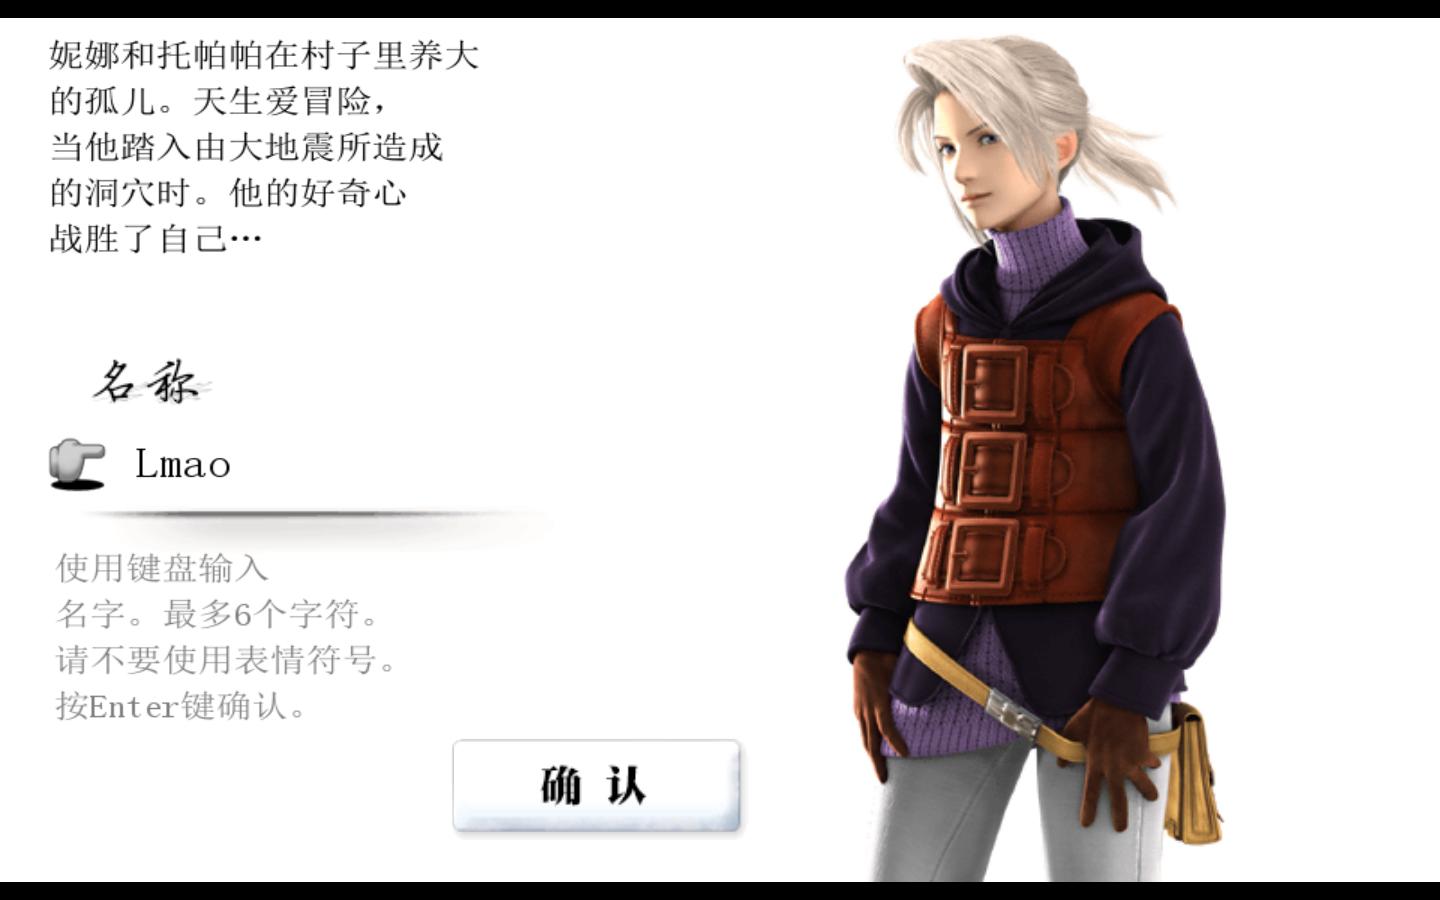 妮娜和托帕帕在村子里养大
的孤儿。天生爱冒险，
当他踏入由大地震所造成
的洞穴时。他的好奇心
战胜了自己…
名称
Lmao
使用键盘输入
名字。最多6个字符。
请不要使用表情符号。
按Enter键确认。
确认